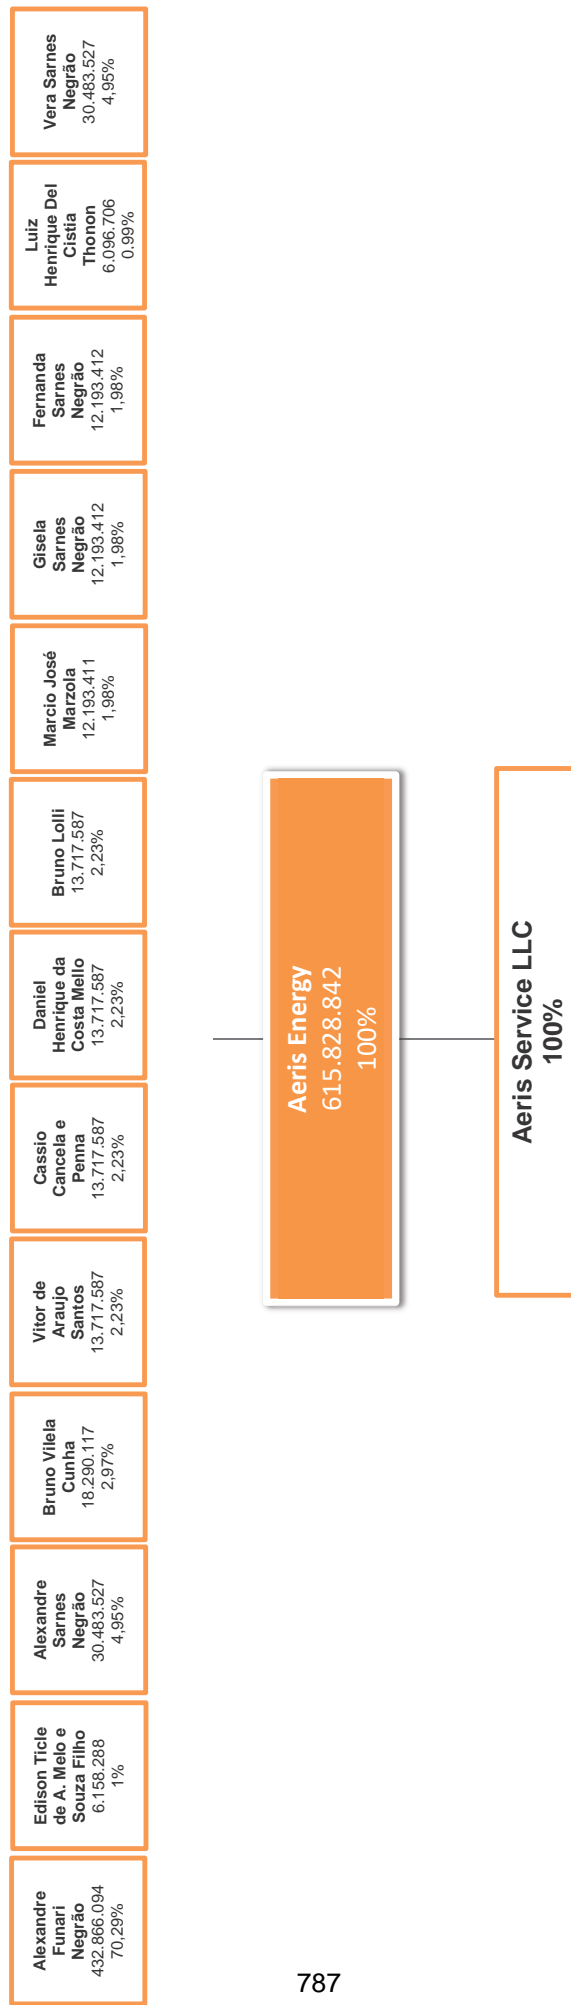 Alexandre
Funari
Negrão
432.866.094
70,29%
Edison Ticle
de A. Melo e
Souza Filho
6.158.288
1%
Alexandre
Sarnes
Negrão
30.483.527
4,95%
Bruno Vilela
Cunha
18.290.117
2,97%
Vitor de
Araujo
Santos
13.717.587
2,23%
Cassio
Cancela e
Penna
13.717.587
2,23%
Daniel
Henrique da
Costa Mello
13.717.587
2,23%
Bruno Lolli
13.717.587
2,23%
Marcio José
Marzola
12.193.411
1,98%
Gisela
Sarnes
Negrão
12.193.412
1,98%
Fernanda
Sarnes
Negrão
12.193.412
1,98%
Luiz
Henrique Del
Cistia
Thonon
6.096.706
0.99%
Vera Sarnes
Negrão
30.483.527
4,95%
Aeris Energy
615.828.842
100%
Aeris Service LLC
100%
787